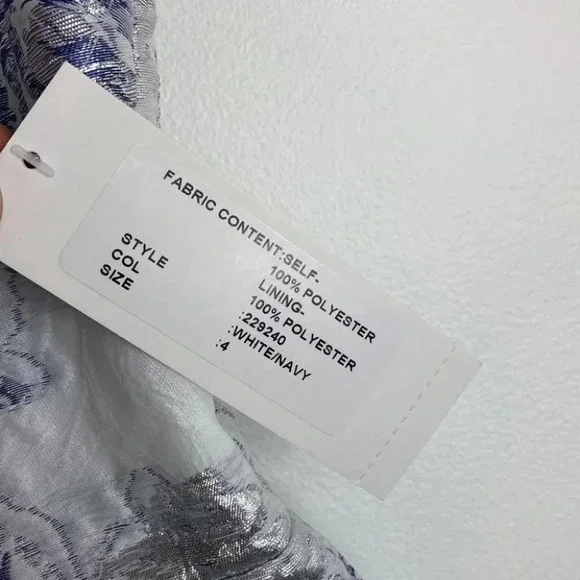 FABRIC CONTENT:SELF-
100% POLYESTER
LINING-
100% POLYESTER
STYLE :229240
COL :WHITE/NAVY
SIZE :4